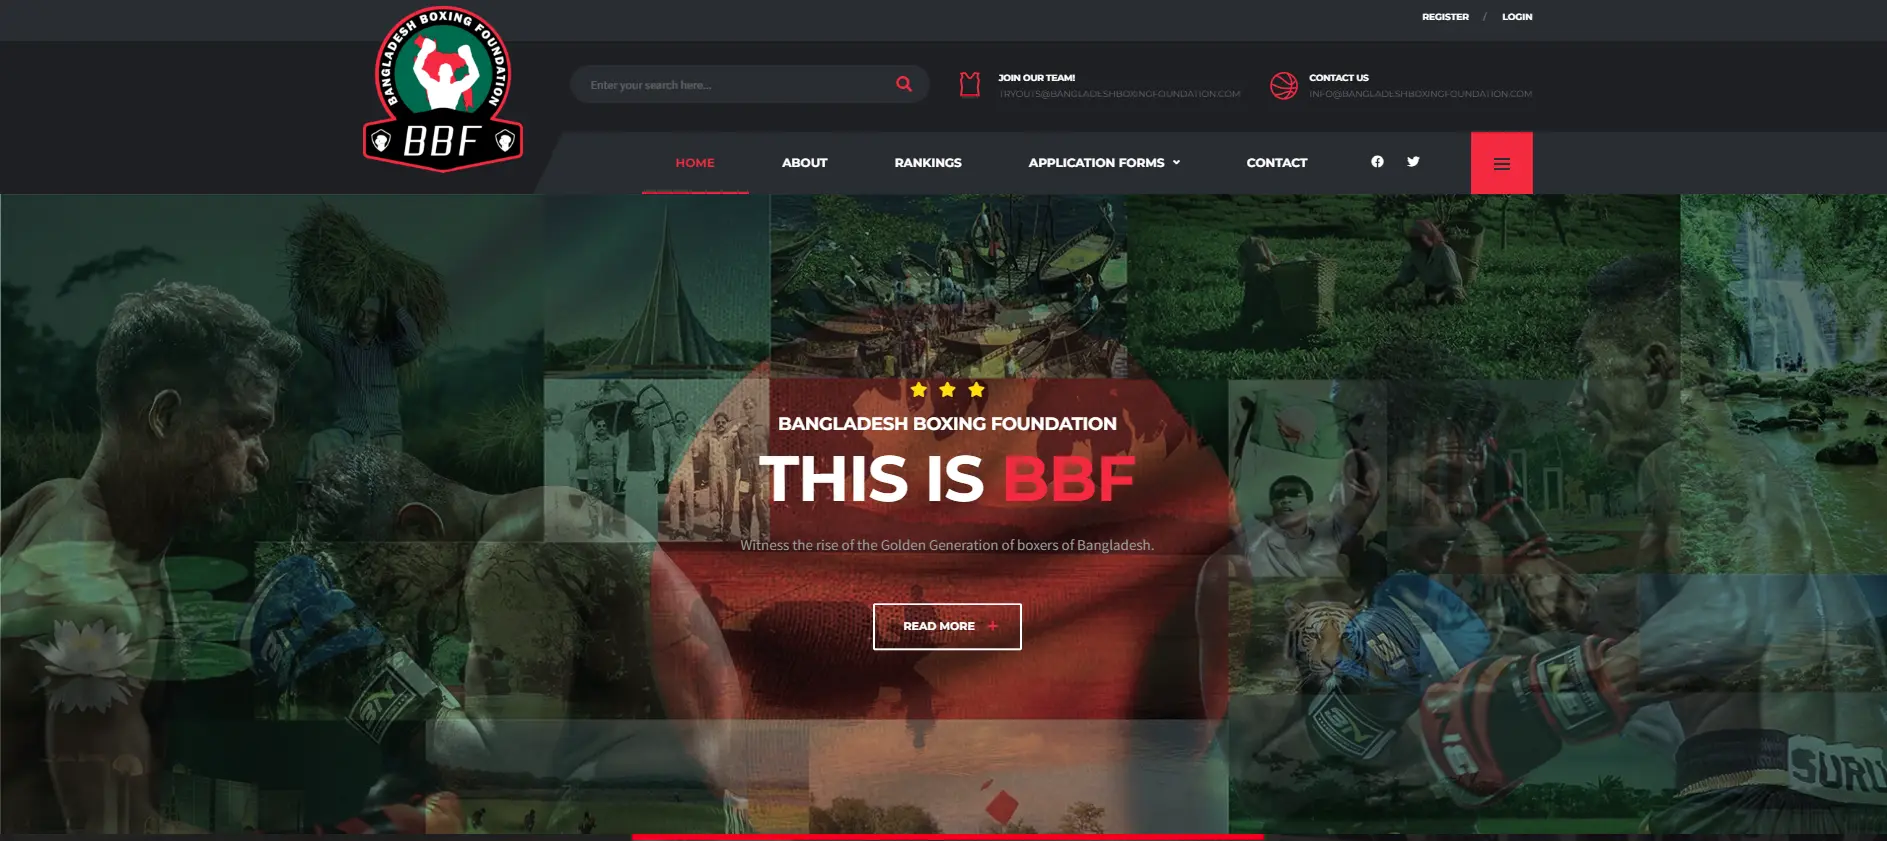 REGISTER / LOGIN
BANGLADESH BOXING FOUNDATION
BBF
Enter your search here...
JOIN OUR TEAM!
TRYOUTS@BANGLADESHBOXINGFOUNDATION.COM
CONTACT US
INFO@BANGLADESHBOXINGFOUNDATION.COM
HOME
ABOUT
RANKINGS
APPLICATION FORMS
CONTACT
BANGLADESH BOXING FOUNDATION
THIS IS BBF
Witness the rise of the Golden Generation of boxers of Bangladesh.
READ MORE +